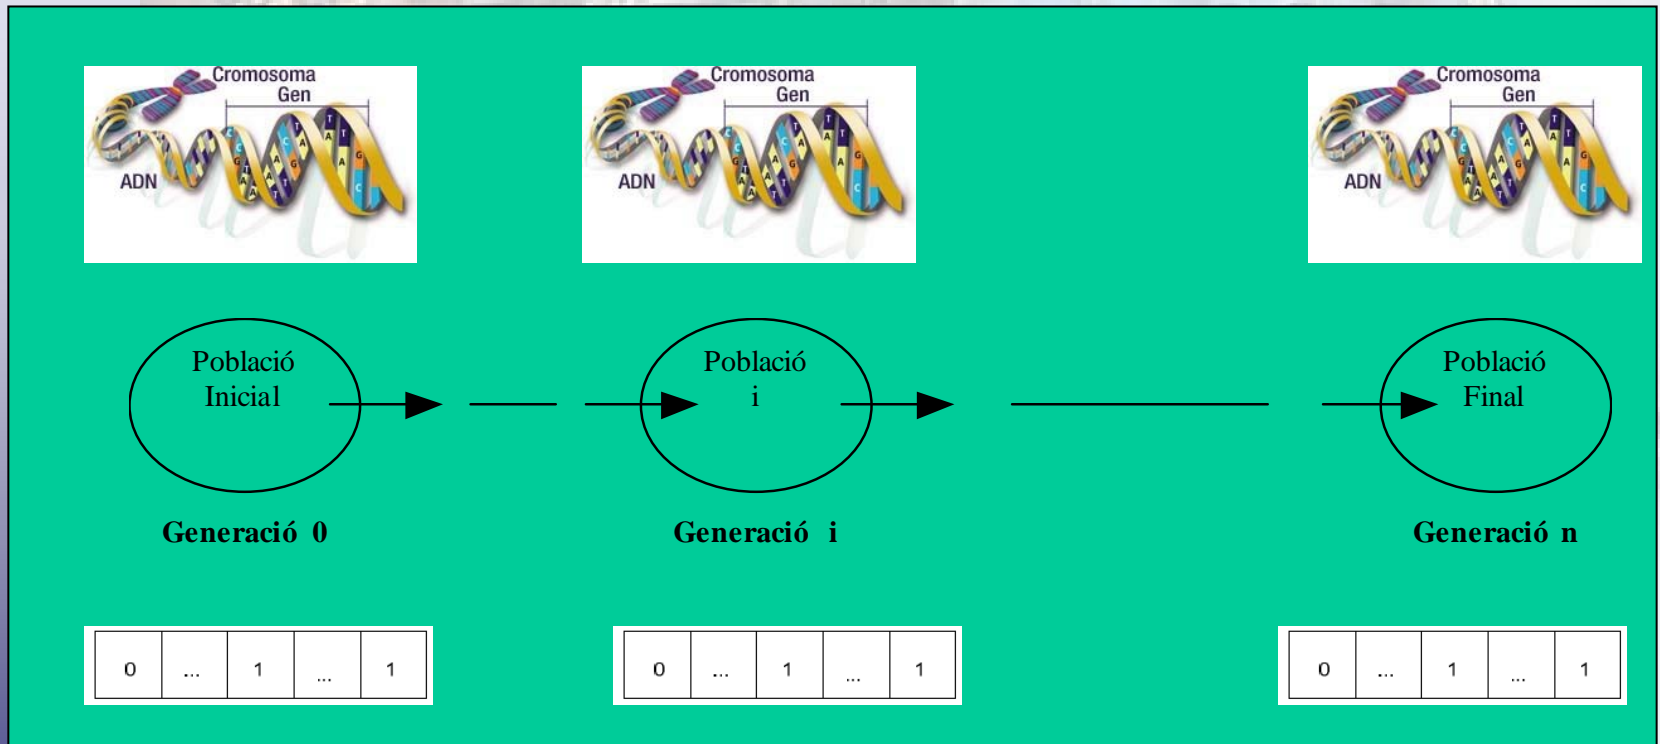 Cromosoma
Gen
ADN
Cromosoma
Gen
ADN
Cromosoma
Gen
ADN
Població
Inicial
Població
i
Població
Final
Generació 0
Generació i
Generació n
0 ... 1 ... 1
0 ... 1 ... 1
0 ... 1 ... 1